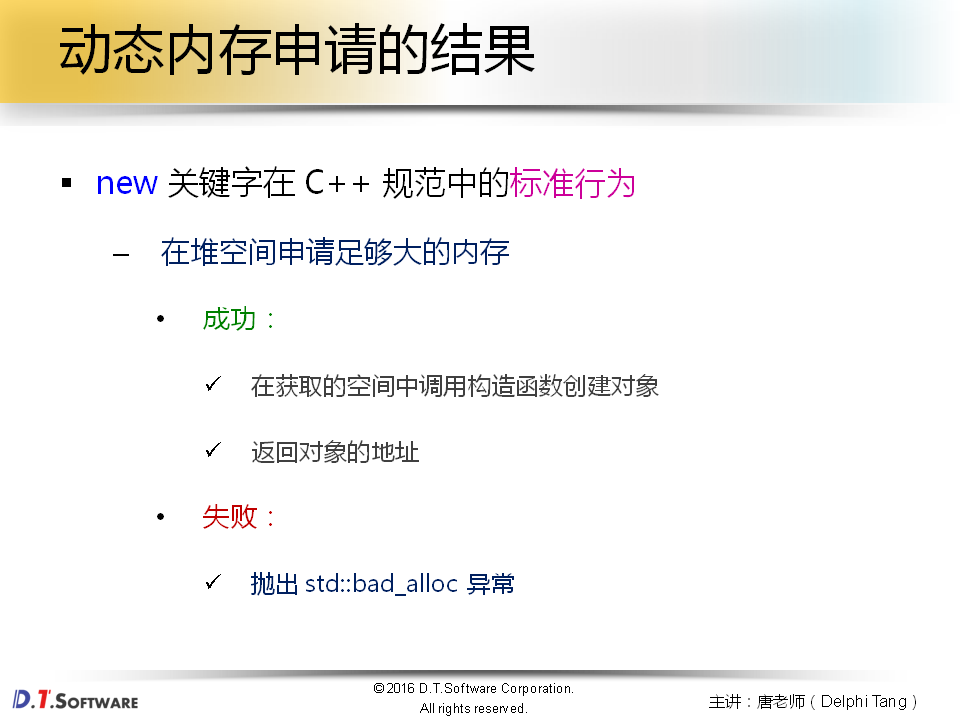 动态内存申请的结果
new 关键字在 C++ 规范中的标准行为
在堆空间申请足够大的内存
成功：
在获取的空间中调用构造函数创建对象
返回对象的地址
失败：
抛出 std::bad_alloc 异常
D.T.SOFTWARE
©2016 D.T.Software Corporation.
All rights reserved.
主讲：唐老师（Delphi Tang）